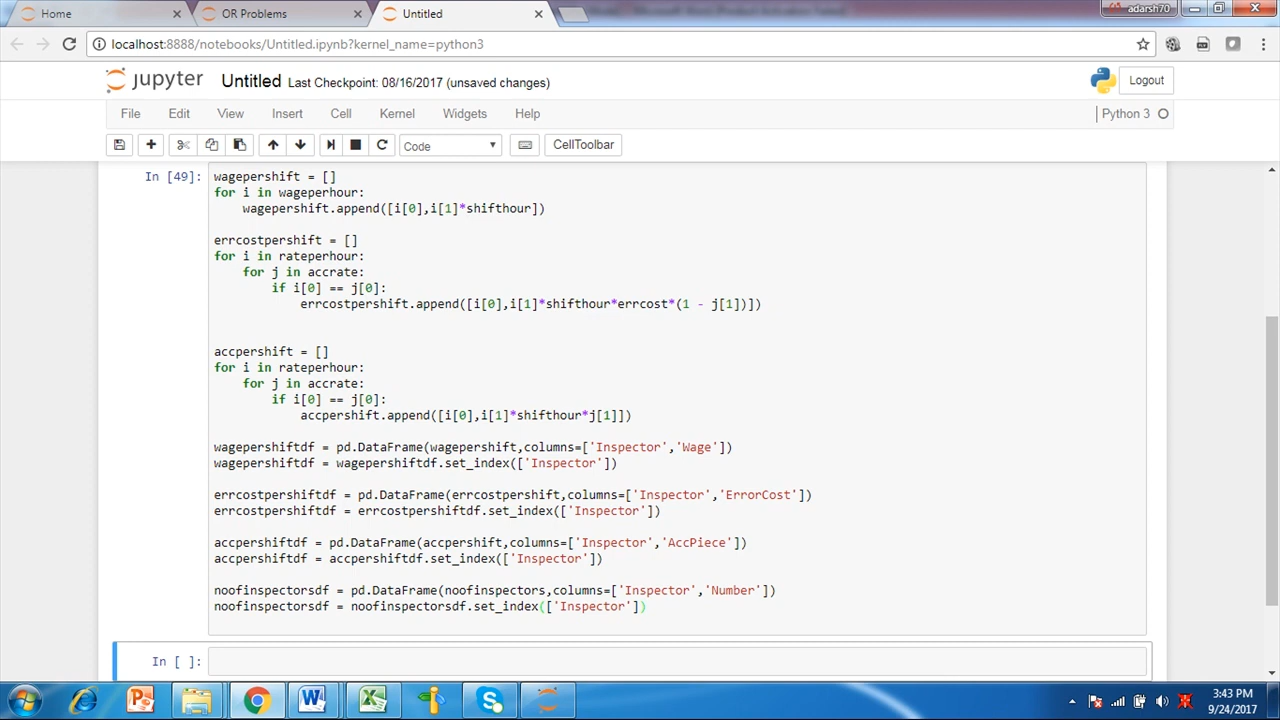 Home
OR Problems
Untitled
adarsh70
localhost:8888/notebooks/Untitled.ipynb?kernel_name=python3
jupyter Untitled Last Checkpoint: 08/16/2017 (unsaved changes)
Logout
File Edit View Insert Cell Kernel Widgets Help
Python 3
Code
CellToolbar
In [49]:
wagepershift = []
for i in wageperhour:
    wagepershift.append([i[0],i[1]*shifthour])
errcostpershift = []
for i in rateperhour:
    for j in accrate:
        if i[0] == j[0]:
            errcostpershift.append([i[0],i[1]*shifthour*errcost*(1 - j[1])])
accpershift = []
for i in rateperhour:
    for j in accrate:
        if i[0] == j[0]:
            accpershift.append([i[0],i[1]*shifthour*j[1]])
wagepershiftdf = pd.DataFrame(wagepershift,columns=['Inspector','Wage'])
wagepershiftdf = wagepershiftdf.set_index(['Inspector'])
errcostpershiftdf = pd.DataFrame(errcostpershift,columns=['Inspector','ErrorCost'])
errcostpershiftdf = errcostpershiftdf.set_index(['Inspector'])
accpershiftdf = pd.DataFrame(accpershift,columns=['Inspector','AccPiece'])
accpershiftdf = accpershiftdf.set_index(['Inspector'])
noofinspectorsdf = pd.DataFrame(noofinspectors,columns=['Inspector','Number'])
noofinspectorsdf = noofinspectorsdf.set_index(['Inspector'])
In [ ]:
3:43 PM
9/24/2017